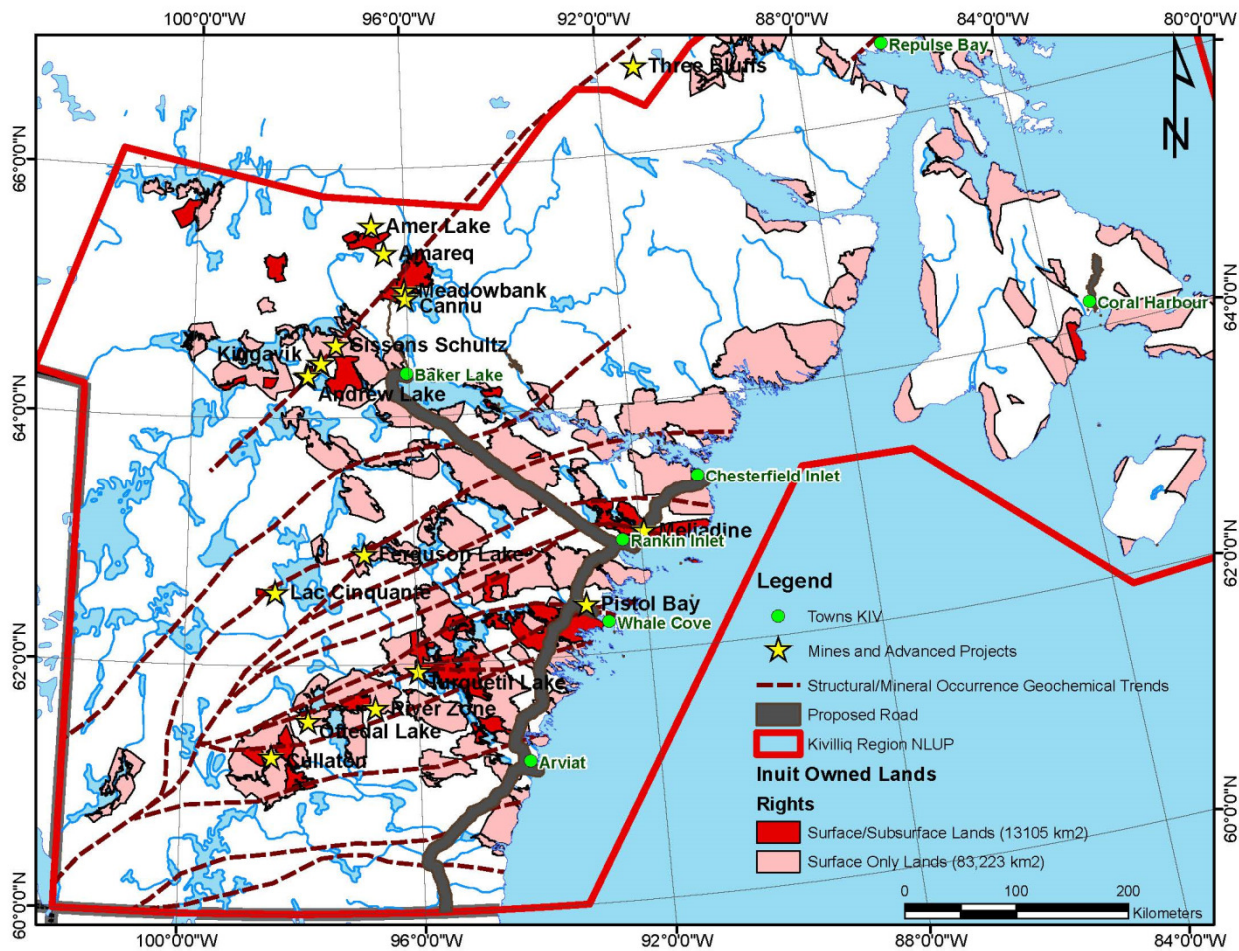 100°0'0"W
96°0'0"W
92°0'0"W
88°0'0"W
84°0'0"W
80°0'0"W
Repulse Bay
Three Bluffs
N
66°0'0"N
Amer Lake
Amareq
Meadowbank
Cannu
64°0'0"N
Coral Harbour
Sissons Schultz
Kiggavik
Baker Lake
Andrew Lake
64°0'0"N
Chesterfield Inlet
Meliadine
Rankin Inlet
62°0'0"N
Ferguson Lake
Lac Cinquante
Pistol Bay
Whale Cove
62°0'0"N
Turquetil Lake
River Zone
Oftedal Lake
Cullaton
Arviat
60°0'0"N
Legend
Towns KIV
Mines and Advanced Projects
Structural/Mineral Occurrence Geochemical Trends
Proposed Road
Kivilliq Region NLUP
Inuit Owned Lands
Rights
Surface/Subsurface Lands (13105 km2)
Surface Only Lands (83,223 km2)
0 100 200
Kilometers
60°0'0"N
100°0'0"W
96°0'0"W
92°0'0"W
88°0'0"W
84°0'0"W